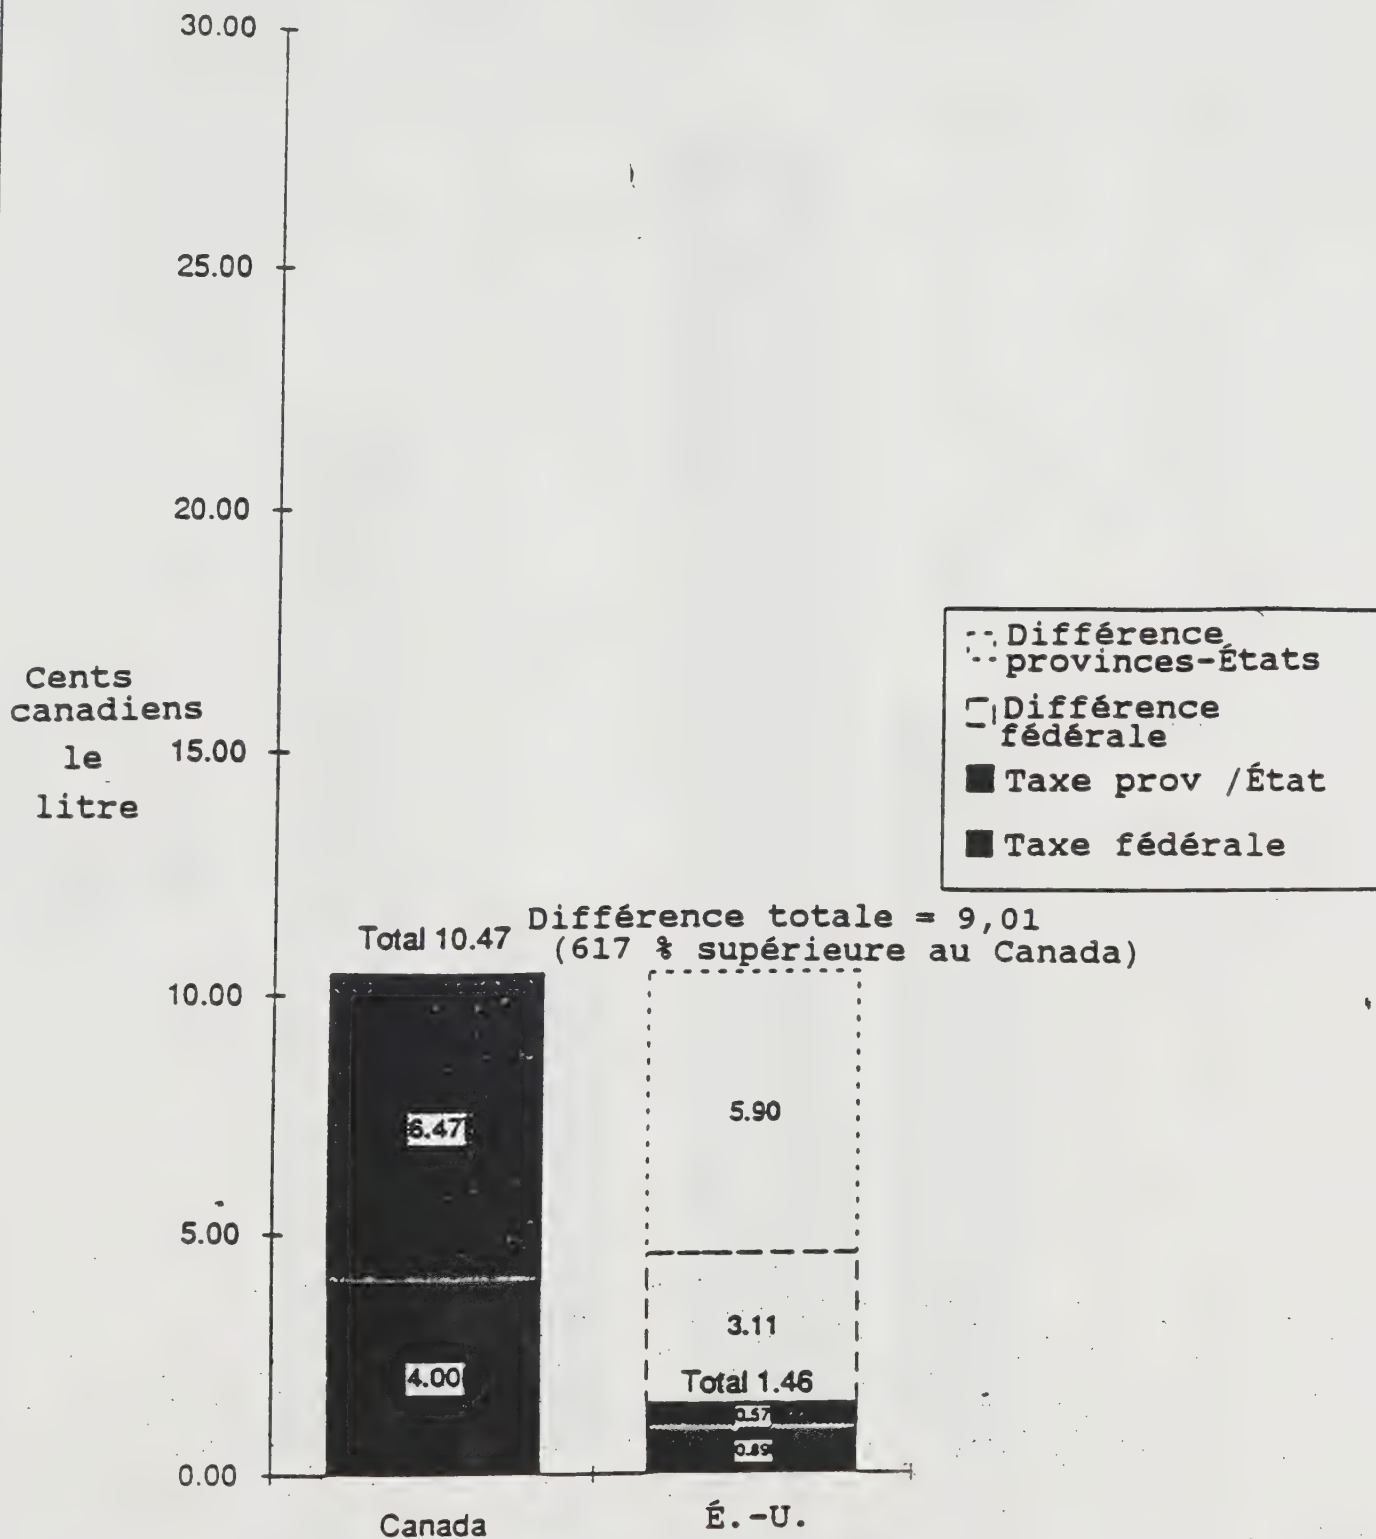 30.00
25.00
20.00
Cents
canadiens
le
litre
15.00
10.00
5.00
0.00
Différence
provinces-États
Différence
fédérale
Taxe prov /État
Taxe fédérale
Total 10.47
Différence totale = 9,01
(617 % supérieure au Canada)
6.47
4.00
5.90
3.11
Total 1.46
0.57
0.89
Canada
É.-U.